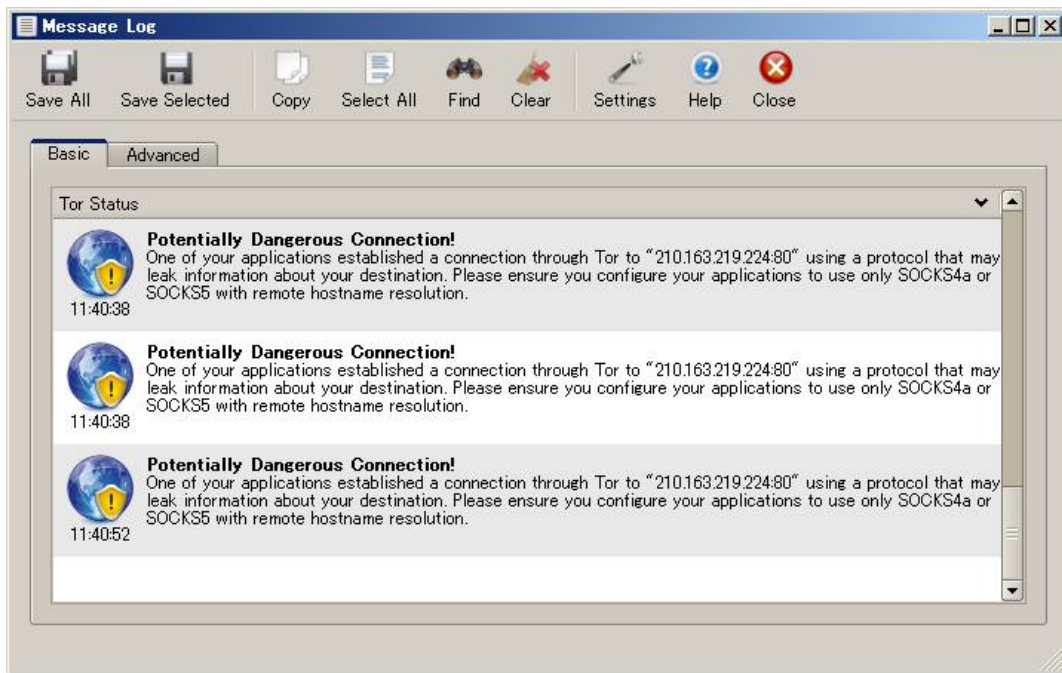 Message Log
Save All Save Selected Copy Select All Find Clear Settings Help Close
Basic Advanced
Tor Status
Potentially Dangerous Connection!
One of your applications established a connection through Tor to "210.163.219.224:80" using a protocol that may
leak information about your destination. Please ensure you configure your applications to use only SOCKS4a or
SOCKS5 with remote hostname resolution.
11:40:38
Potentially Dangerous Connection!
One of your applications established a connection through Tor to "210.163.219.224:80" using a protocol that may
leak information about your destination. Please ensure you configure your applications to use only SOCKS4a or
SOCKS5 with remote hostname resolution.
11:40:38
Potentially Dangerous Connection!
One of your applications established a connection through Tor to "210.163.219.224:80" using a protocol that may
leak information about your destination. Please ensure you configure your applications to use only SOCKS4a or
SOCKS5 with remote hostname resolution.
11:40:52